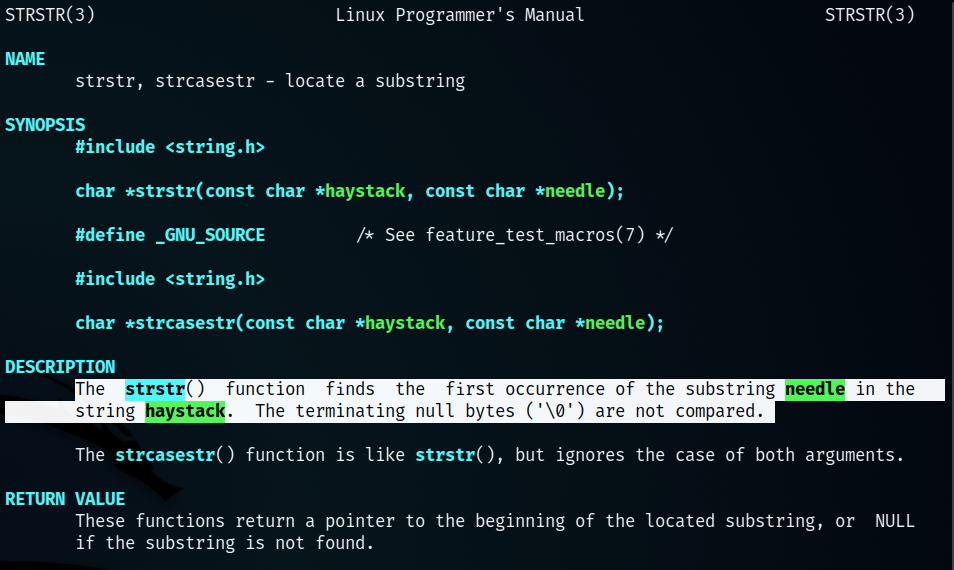 STRSTR(3) Linux Programmer's Manual STRSTR(3)
NAME
strstr, strcasestr - locate a substring
SYNOPSIS
#include <string.h>
char *strstr(const char *haystack, const char *needle);
#define _GNU_SOURCE /* See feature_test_macros(7) */
#include <string.h>
char *strcasestr(const char *haystack, const char *needle);
DESCRIPTION
The strstr() function finds the first occurrence of the substring needle in the
string haystack. The terminating null bytes ('\0') are not compared.
The strcasestr() function is like strstr(), but ignores the case of both arguments.
RETURN VALUE
These functions return a pointer to the beginning of the located substring, or NULL
if the substring is not found.